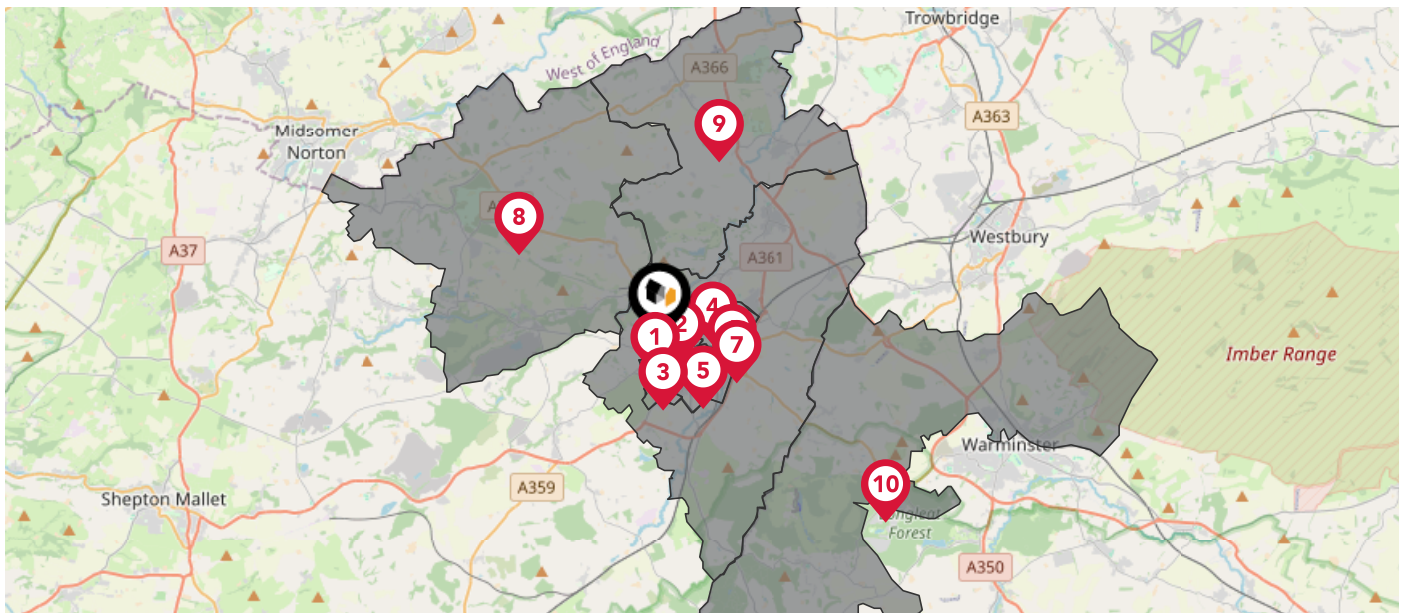 Trowbridge
West of England
A366
A363
9
Midsomer
Norton
8
A37
Westbury
A361
4
1
2
7
Imber Range
3
5
Warminster
A359
10
Shepton Mallet
Longleat
Forest
A350